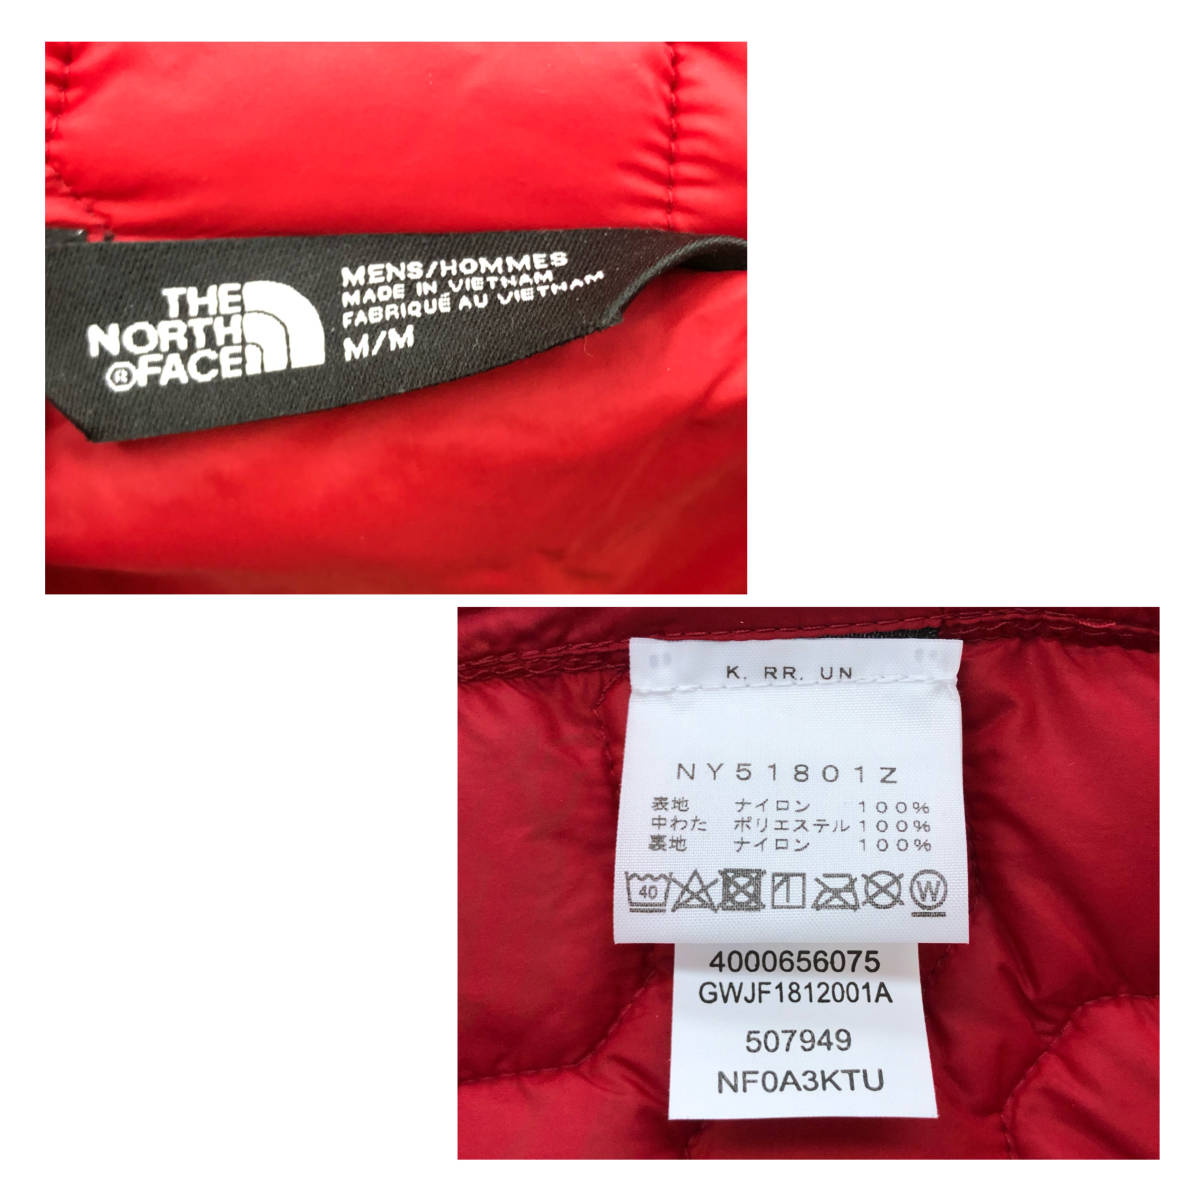 THE
NORTH
®FACE
MENS/HOMMES
MADE IN VIETNAM
FABRIQUÉ AU VIETNAM
M/M
K. RR. UN
NY51801Z
表地 ナイロン 100%
中わた ポリエステル 100%
裏地 ナイロン 100%
40 W
4000656075
GWJF1812001A
507949
NF0A3KTU